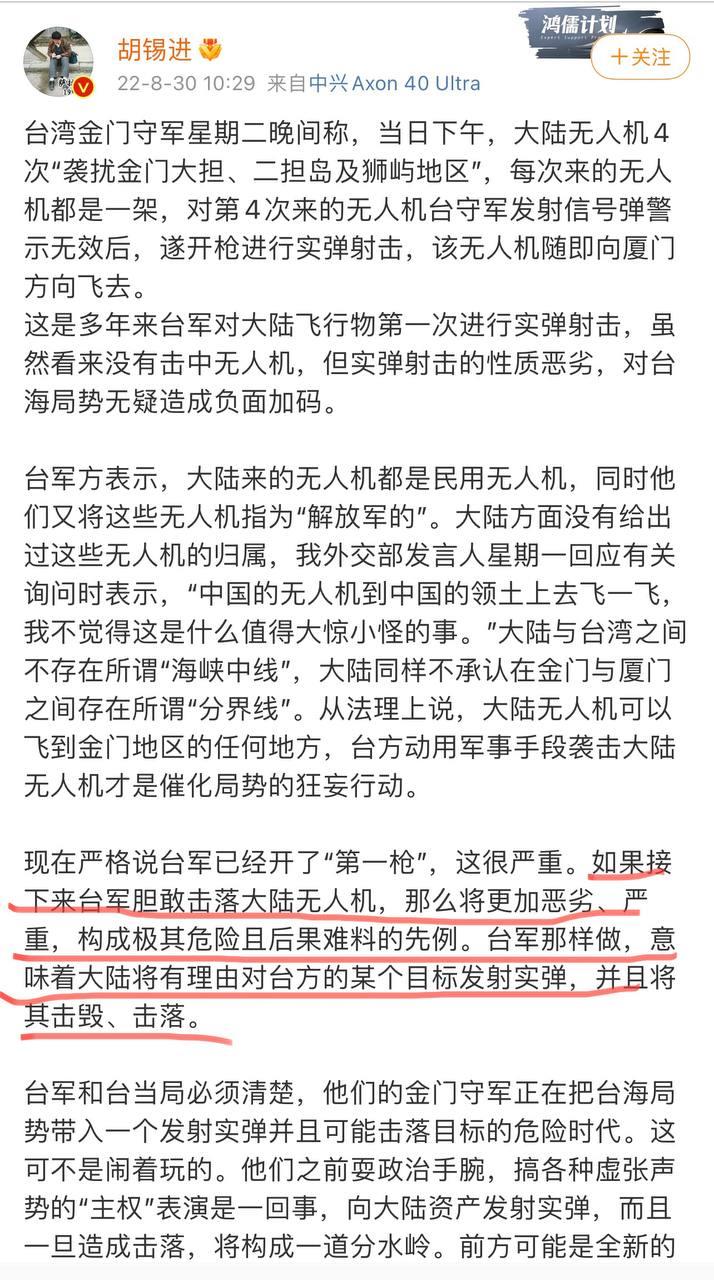 鸿儒计划
Expert Support Pr
胡锡进
+关注
22-8-30 10:29 来自中兴Axon 40 Ultra
台湾金门守军星期二晚间称，当日下午，大陆无人机4
次“袭扰金门大担、二担岛及狮屿地区”，每次来的无人
机都是一架，对第4次来的无人机台守军发射信号弹警
示无效后，遂开枪进行实弹射击，该无人机随即向厦门
方向飞去。
这是多年来台军对大陆飞行物第一次进行实弹射击，虽
然看来没有击中无人机，但实弹射击的性质恶劣，对台
海局势无疑造成负面加码。
台军方表示，大陆来的无人机都是民用无人机，同时他
们又将这些无人机指为“解放军的”。大陆方面没有给出
过这些无人机的归属，我外交部发言人星期一回应有关
询问时表示，“中国的无人机到中国的领土上去飞一飞，
我不觉得这是什么值得大惊小怪的事。”大陆与台湾之间
不存在所谓“海峡中线”，大陆同样不承认在金门与厦门
之间存在所谓“分界线”。从法理上说，大陆无人机可以
飞到金门地区的任何地方，台方动用军事手段袭击大陆
无人机才是催化局势的狂妄行动。
现在严格说台军已经开了“第一枪”，这很严重。如果接
下来台军胆敢击落大陆无人机，那么将更加恶劣、严
重，构成极其危险且后果难料的先例。台军那样做，意
味着大陆将有理由对台方的某个目标发射实弹，并且将
其击毁、击落。
台军和台当局必须清楚，他们的金门守军正在把台海局
势带入一个发射实弹并且可能击落目标的危险时代。这
可不是闹着玩的。他们之前耍政治手腕，搞各种虚张声
势的“主权”表演是一回事，向大陆资产发射实弹，而且
一旦造成击落，将构成一道分水岭。前方可能是全新的